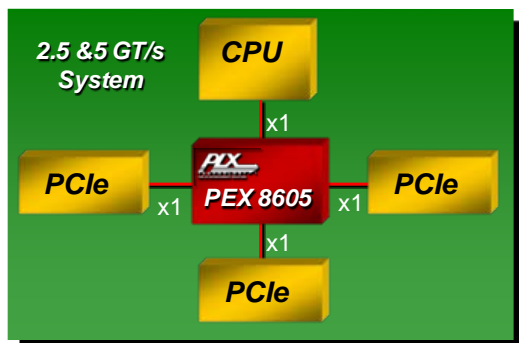 2.5 &5 GT/s
System
CPU
x1
PLX
PCIe
PEX 8605
PCIe
x1
x1
x1
PCIe